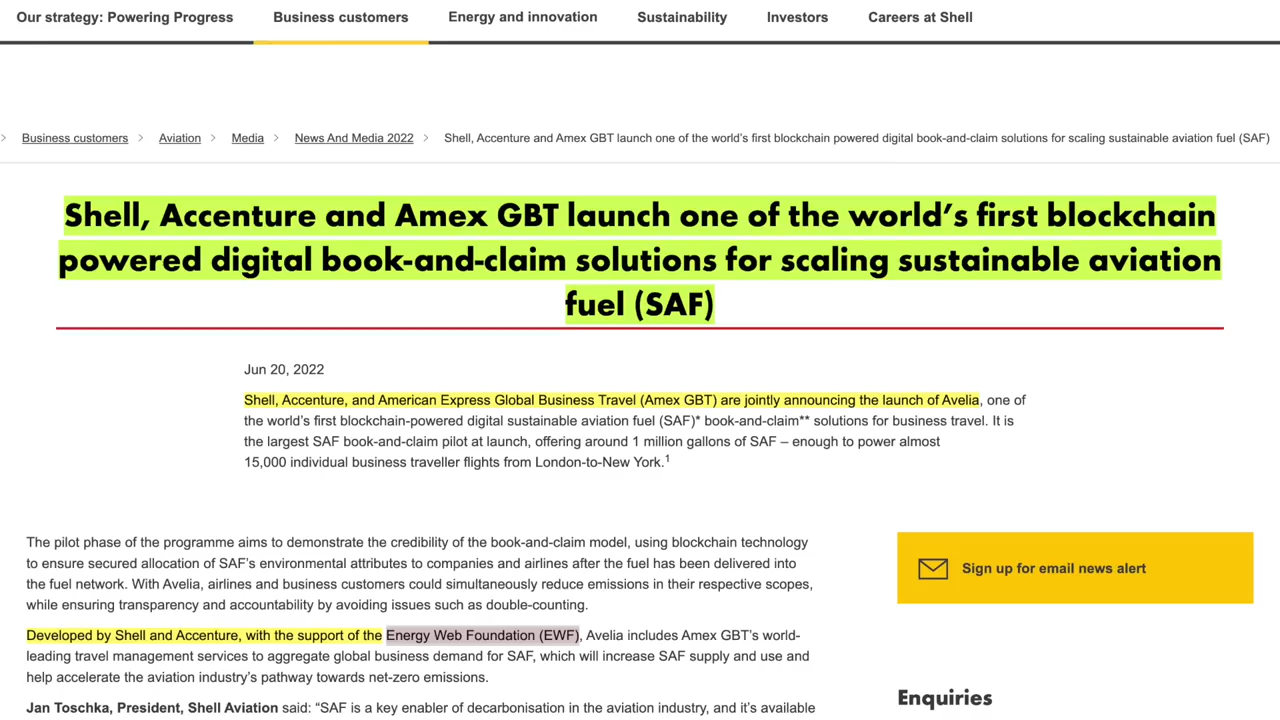 Our strategy: Powering Progress Business customers Energy and innovation Sustainability Investors Careers at Shell
> Business customers > Aviation > Media > News And Media 2022 > Shell, Accenture and Amex GBT launch one of the world's first blockchain powered digital book-and-claim solutions for scaling sustainable aviation fuel (SAF)
Shell, Accenture and Amex GBT launch one of the world's first blockchain
powered digital book-and-claim solutions for scaling sustainable aviation
fuel (SAF)
Jun 20, 2022
Shell, Accenture, and American Express Global Business Travel (Amex GBT) are jointly announcing the launch of Avelia, one of
the world's first blockchain-powered digital sustainable aviation fuel (SAF)* book-and-claim** solutions for business travel. It is
the largest SAF book-and-claim pilot at launch, offering around 1 million gallons of SAF – enough to power almost
15,000 individual business traveller flights from London-to-New York.1
The pilot phase of the programme aims to demonstrate the credibility of the book-and-claim model, using blockchain technology
to ensure secured allocation of SAF's environmental attributes to companies and airlines after the fuel has been delivered into
the fuel network. With Avelia, airlines and business customers could simultaneously reduce emissions in their respective scopes,
while ensuring transparency and accountability by avoiding issues such as double-counting.
Developed by Shell and Accenture, with the support of the Energy Web Foundation (EWF), Avelia includes Amex GBT's world-
leading travel management services to aggregate global business demand for SAF, which will increase SAF supply and use and
help accelerate the aviation industry's pathway towards net-zero emissions.
Jan Toschka, President, Shell Aviation said: "SAF is a key enabler of decarbonisation in the aviation industry, and it's available
Sign up for email news alert
Enquiries